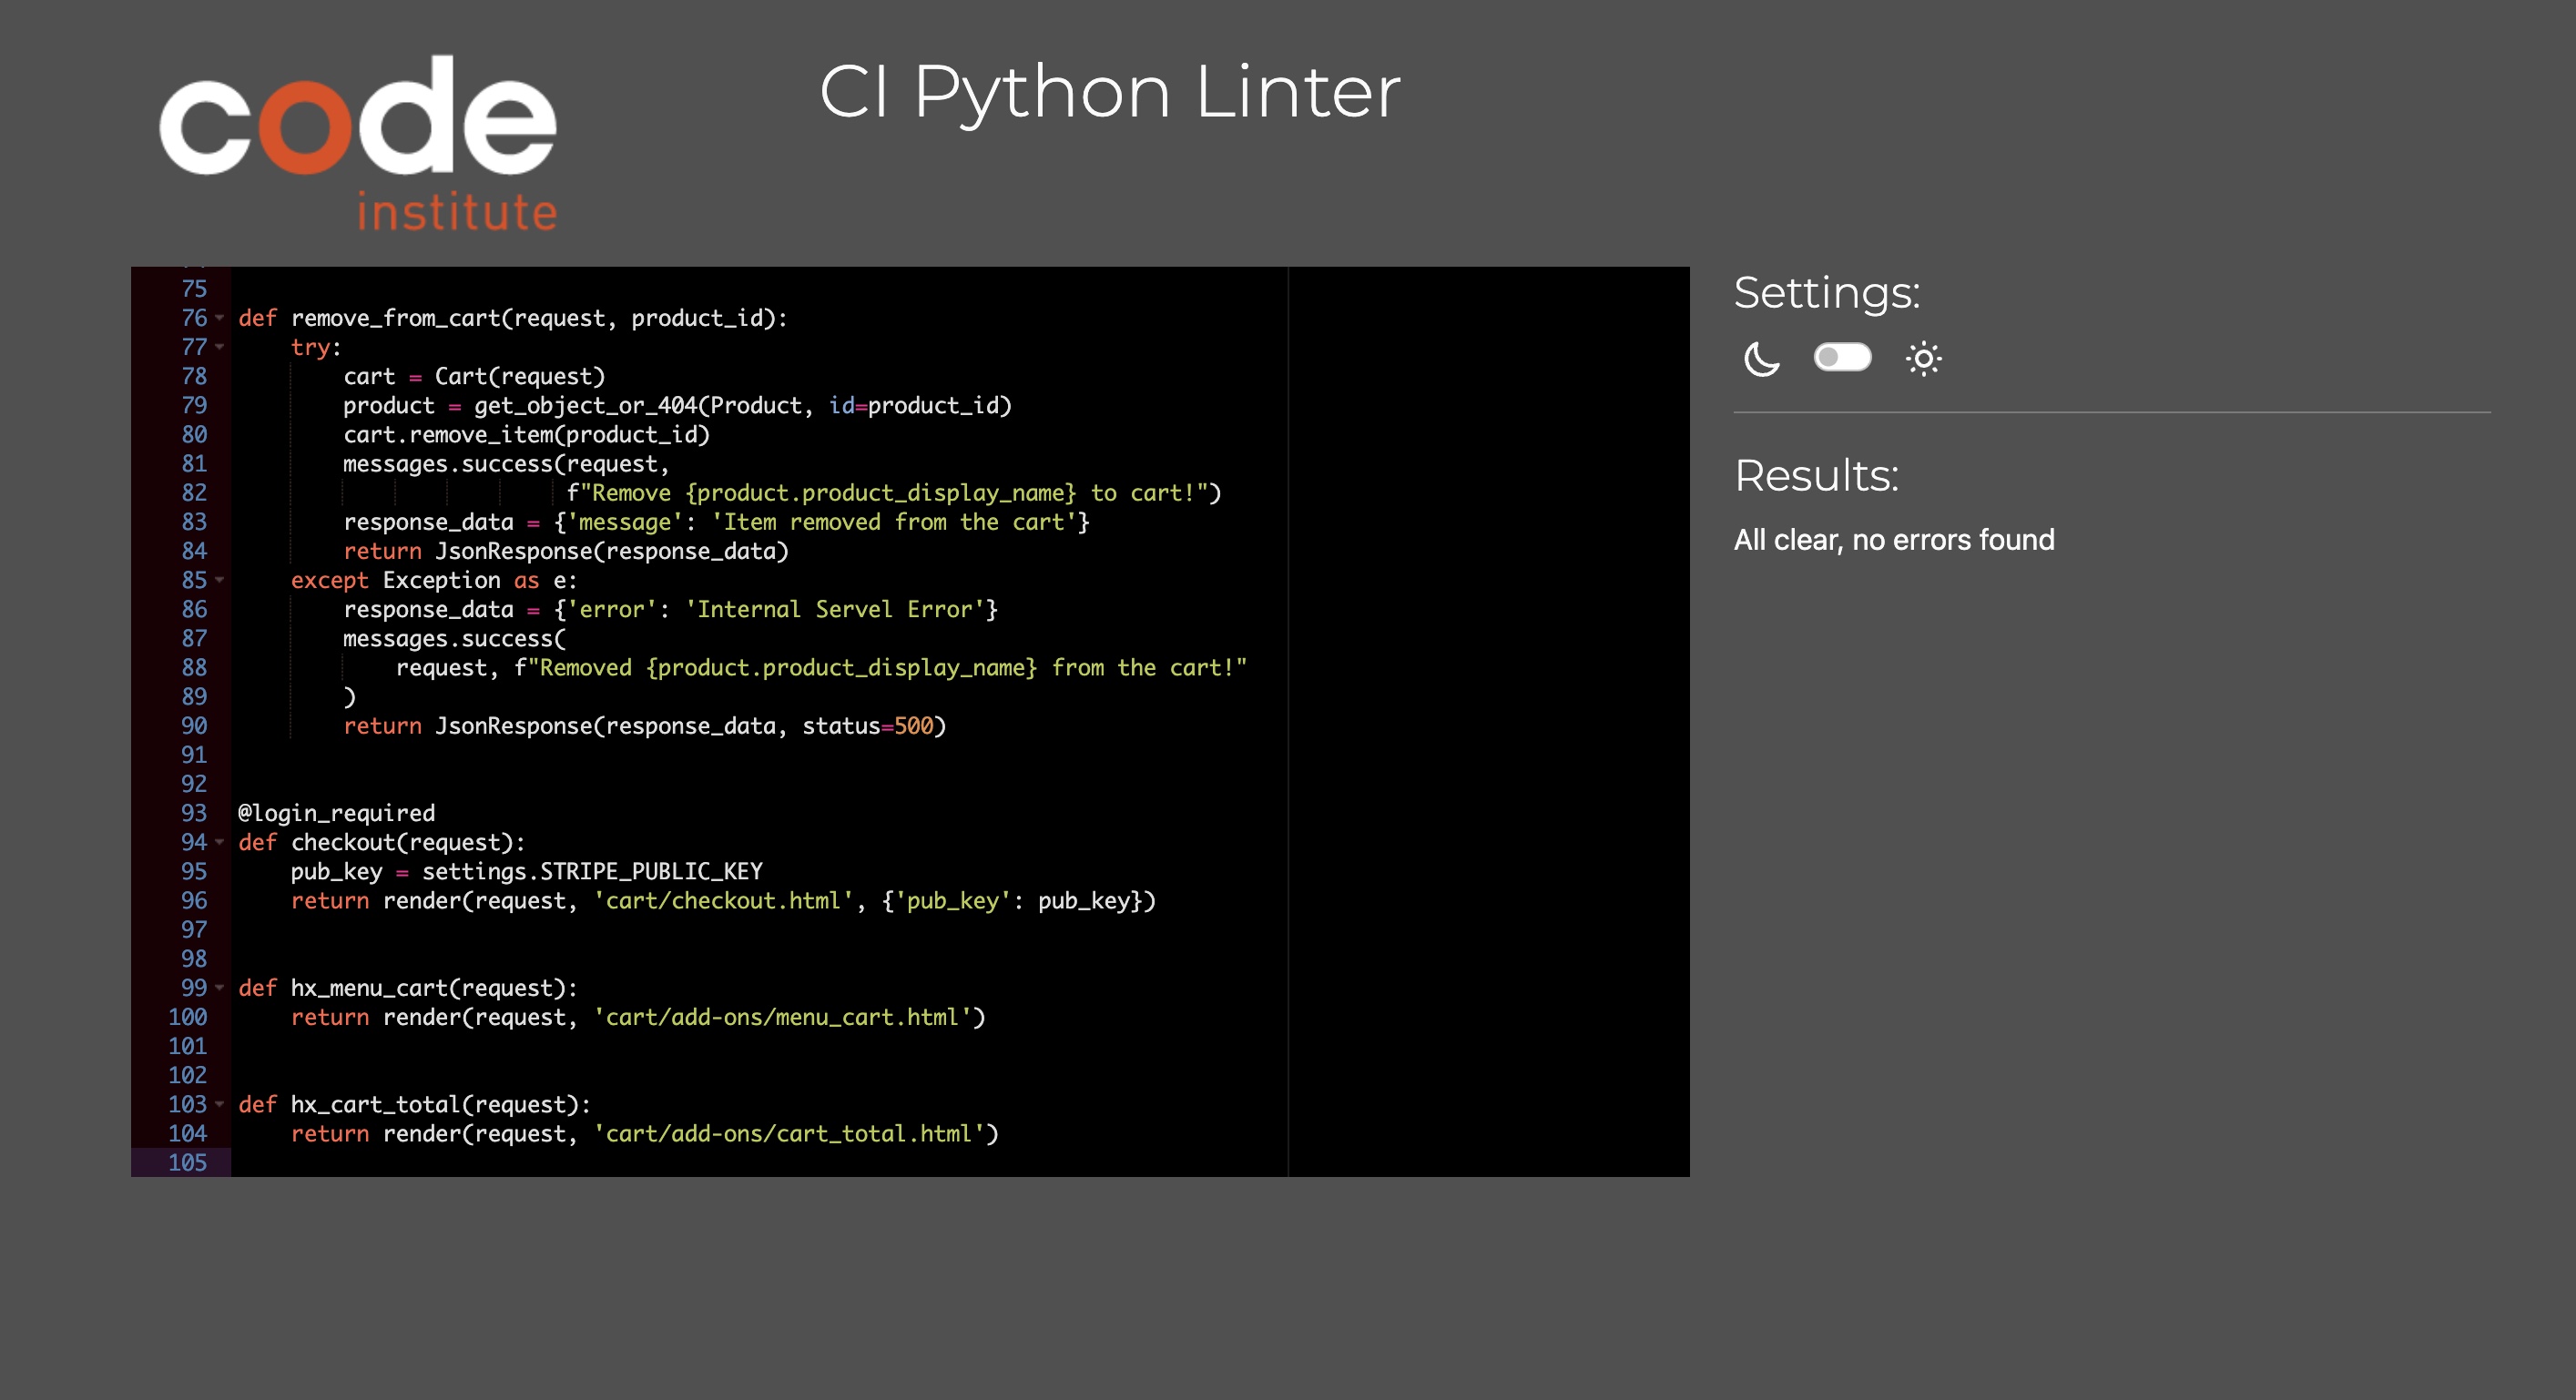 code
institute
CI Python Linter
75
76 def remove_from_cart(request, product_id):
77     try:
78         cart = Cart(request)
79         product = get_object_or_404(Product, id=product_id)
80         cart.remove_item(product_id)
81         messages.success(request,
82                          f"Remove {product.product_display_name} to cart!")
83         response_data = {'message': 'Item removed from the cart'}
84         return JsonResponse(response_data)
85     except Exception as e:
86         response_data = {'error': 'Internal Servel Error'}
87         messages.success(
88             request, f"Removed {product.product_display_name} from the cart!"
89         )
90         return JsonResponse(response_data, status=500)
91
92
93 @login_required
94 def checkout(request):
95     pub_key = settings.STRIPE_PUBLIC_KEY
96     return render(request, 'cart/checkout.html', {'pub_key': pub_key})
97
98
99 def hx_menu_cart(request):
100     return render(request, 'cart/add-ons/menu_cart.html')
101
102
103 def hx_cart_total(request):
104     return render(request, 'cart/add-ons/cart_total.html')
105
Settings:
Results:
All clear, no errors found